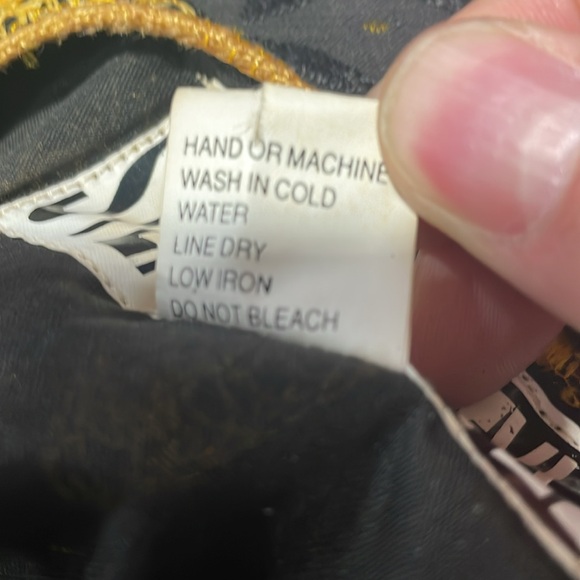 HAND OR MACHINE
WASH IN COLD
WATER
LINE DRY
LOW IRON
DO NOT BLEACH